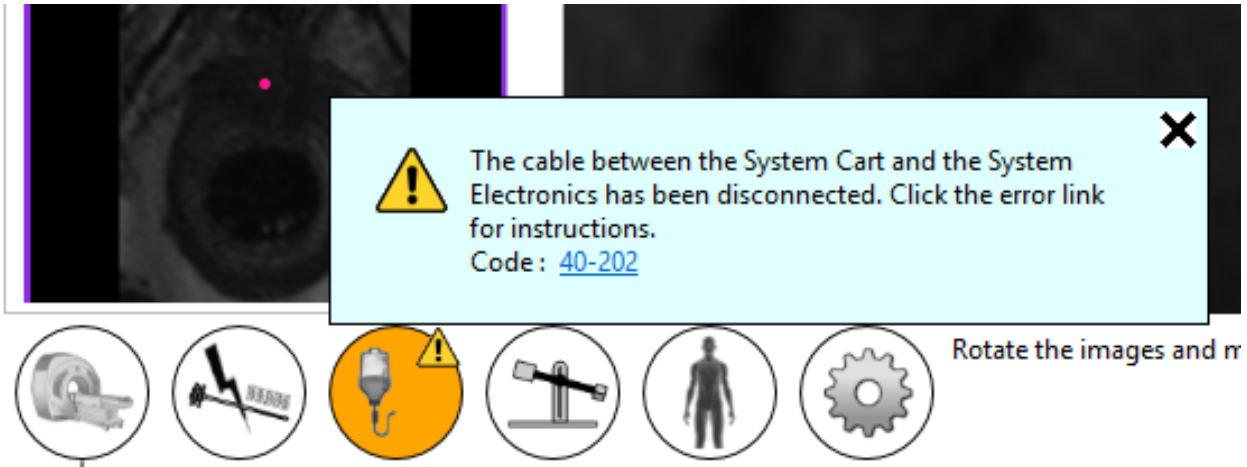 The cable between the System Cart and the System
Electronics has been disconnected. Click the error link
for instructions.
Code : 40-202
Rotate the images and m